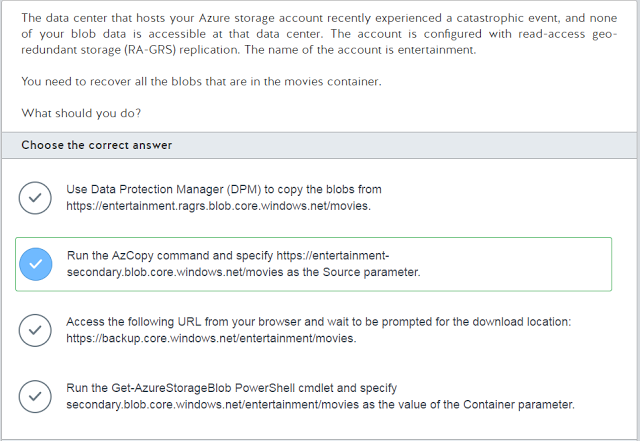 The data center that hosts your Azure storage account recently experienced a catastrophic event, and none
of your blob data is accessible at that data center. The account is configured with read-access geo-
redundant storage (RA-GRS) replication. The name of the account is entertainment.
You need to recover all the blobs that are in the movies container.
What should you do?
Choose the correct answer
Use Data Protection Manager (DPM) to copy the blobs from
https://entertainment.ragrs.blob.core.windows.net/movies.
Run the AzCopy command and specify https://entertainment-
secondary.blob.core.windows.net/movies as the Source parameter.
Access the following URL from your browser and wait to be prompted for the download location:
https://backup.core.windows.net/entertainment/movies.
Run the Get-AzureStorageBlob PowerShell cmdlet and specify
secondary.blob.core.windows.net/entertainment/movies as the value of the Container parameter.